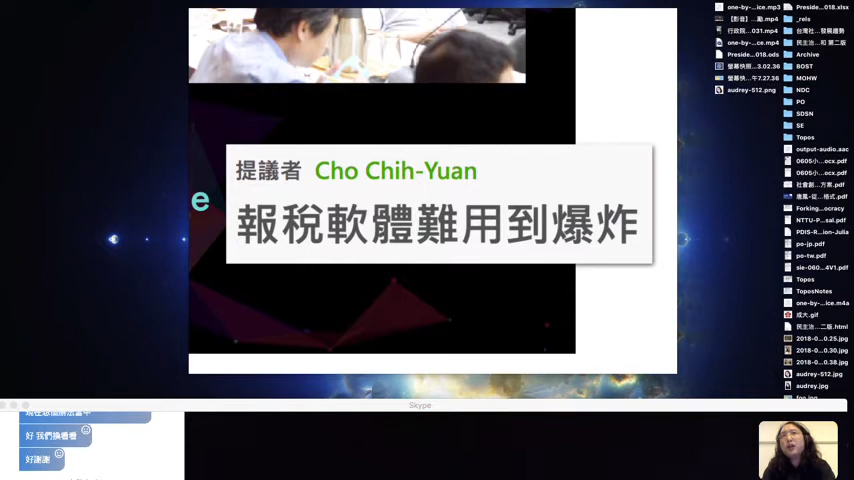 one-by...ice.mp3
Preside...018.xlsx
【影音】...勵.mp4
_rels
行政院...031.mp4
台灣社...發展趨勢
one-by...ce.mp4
民主治...和 第二版
Preside...018.ods
Archive
螢幕快照...3.02.36
BOST
螢幕快...午7.27.36
MOHW
audrey-512.png
NDC
PO
SDSN
SE
Topos
output-audio.aac
0605小...ocx.pdf
0605小...ocx.pdf
社會創...方案.pdf
唐鳳-從...格式.pdf
Forking...ocracy
NTTU-P...sal.pdf
PDIS-R...ion-Julia
po-jp.pdf
po-tw.pdf
sie-060...4V1.pdf
Topos
ToposNotes
one-by...ice.m4a
成大.gif
民主治...二版.html
2018-0...0.25.jpg
2018-0...0.30.jpg
2018-0...0.38.jpg
audrey-512.jpg
audrey.jpg
foo.jpg
提議者 Cho Chih-Yuan
e
報稅軟體難用到爆炸
Skype
好 我們換看看
好謝謝